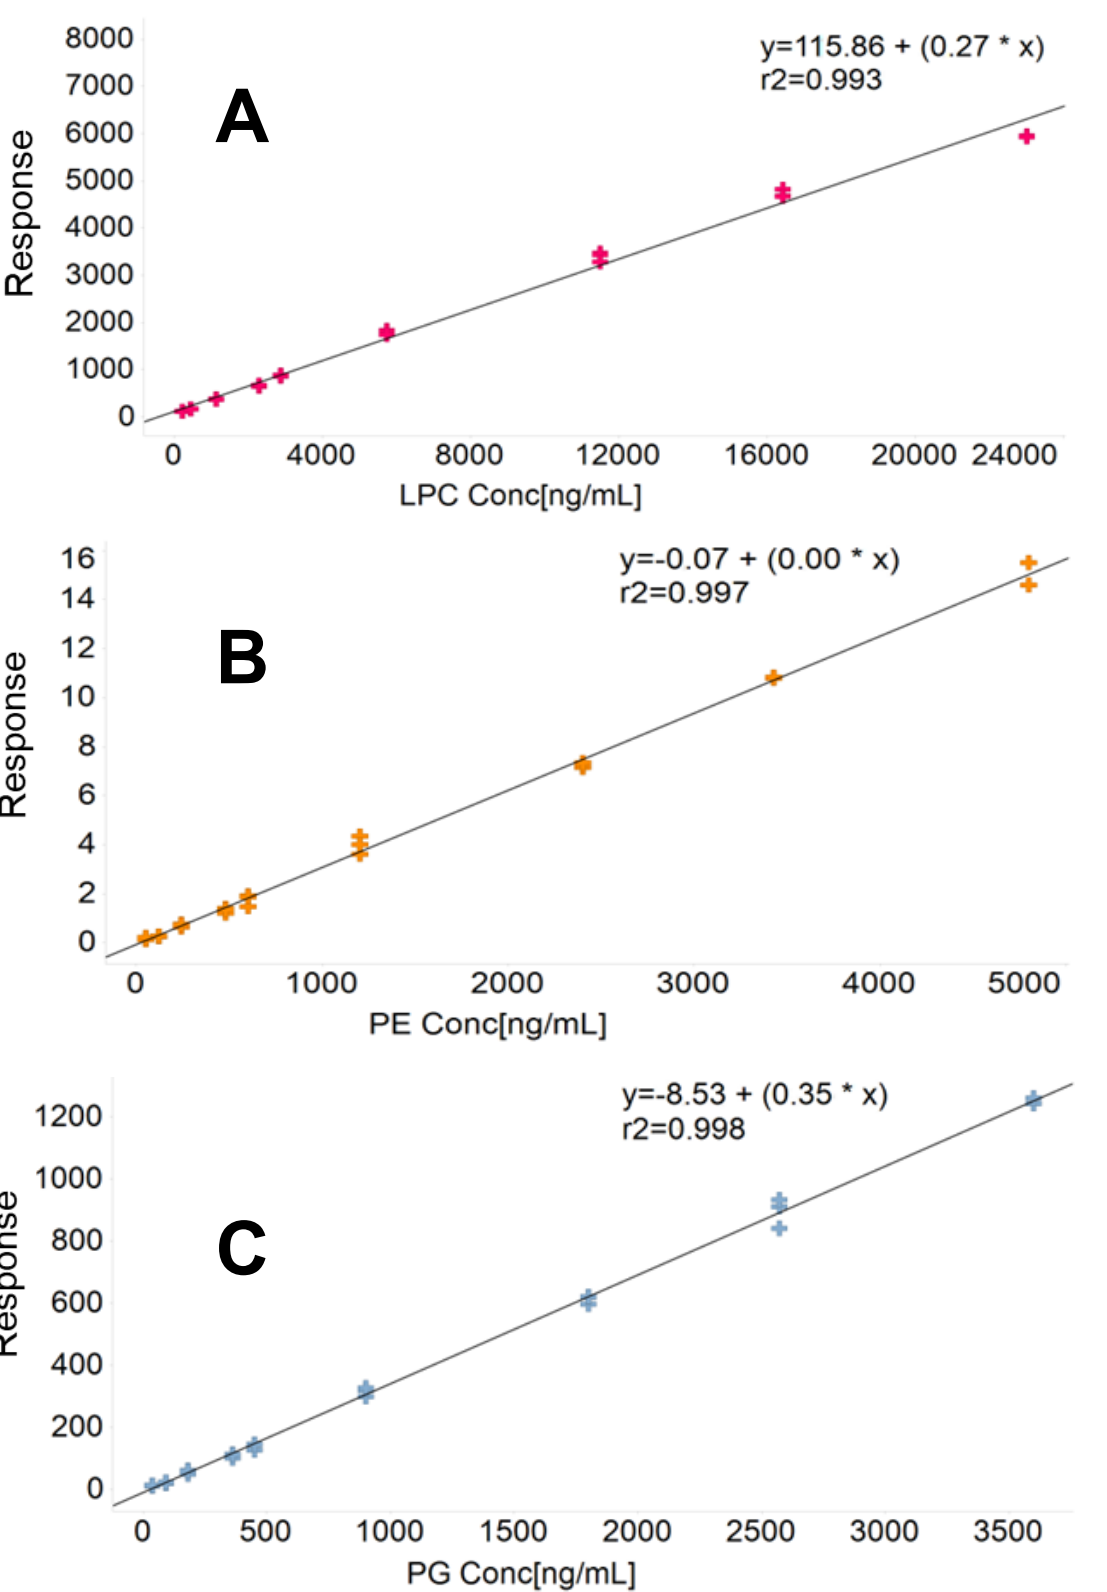 8000
7000
6000
5000
4000
3000
2000
1000
0
Response
A
y=115.86 + (0.27 * x)
r2=0.993
0 4000 8000 12000 16000 20000 24000
LPC Conc[ng/mL]
16
14
12
10
8
6
4
2
0
Response
B
y=-0.07 + (0.00 * x)
r2=0.997
0 1000 2000 3000 4000 5000
PE Conc[ng/mL]
1200
1000
800
600
400
200
0
Response
C
y=-8.53 + (0.35 * x)
r2=0.998
0 500 1000 1500 2000 2500 3000 3500
PG Conc[ng/mL]